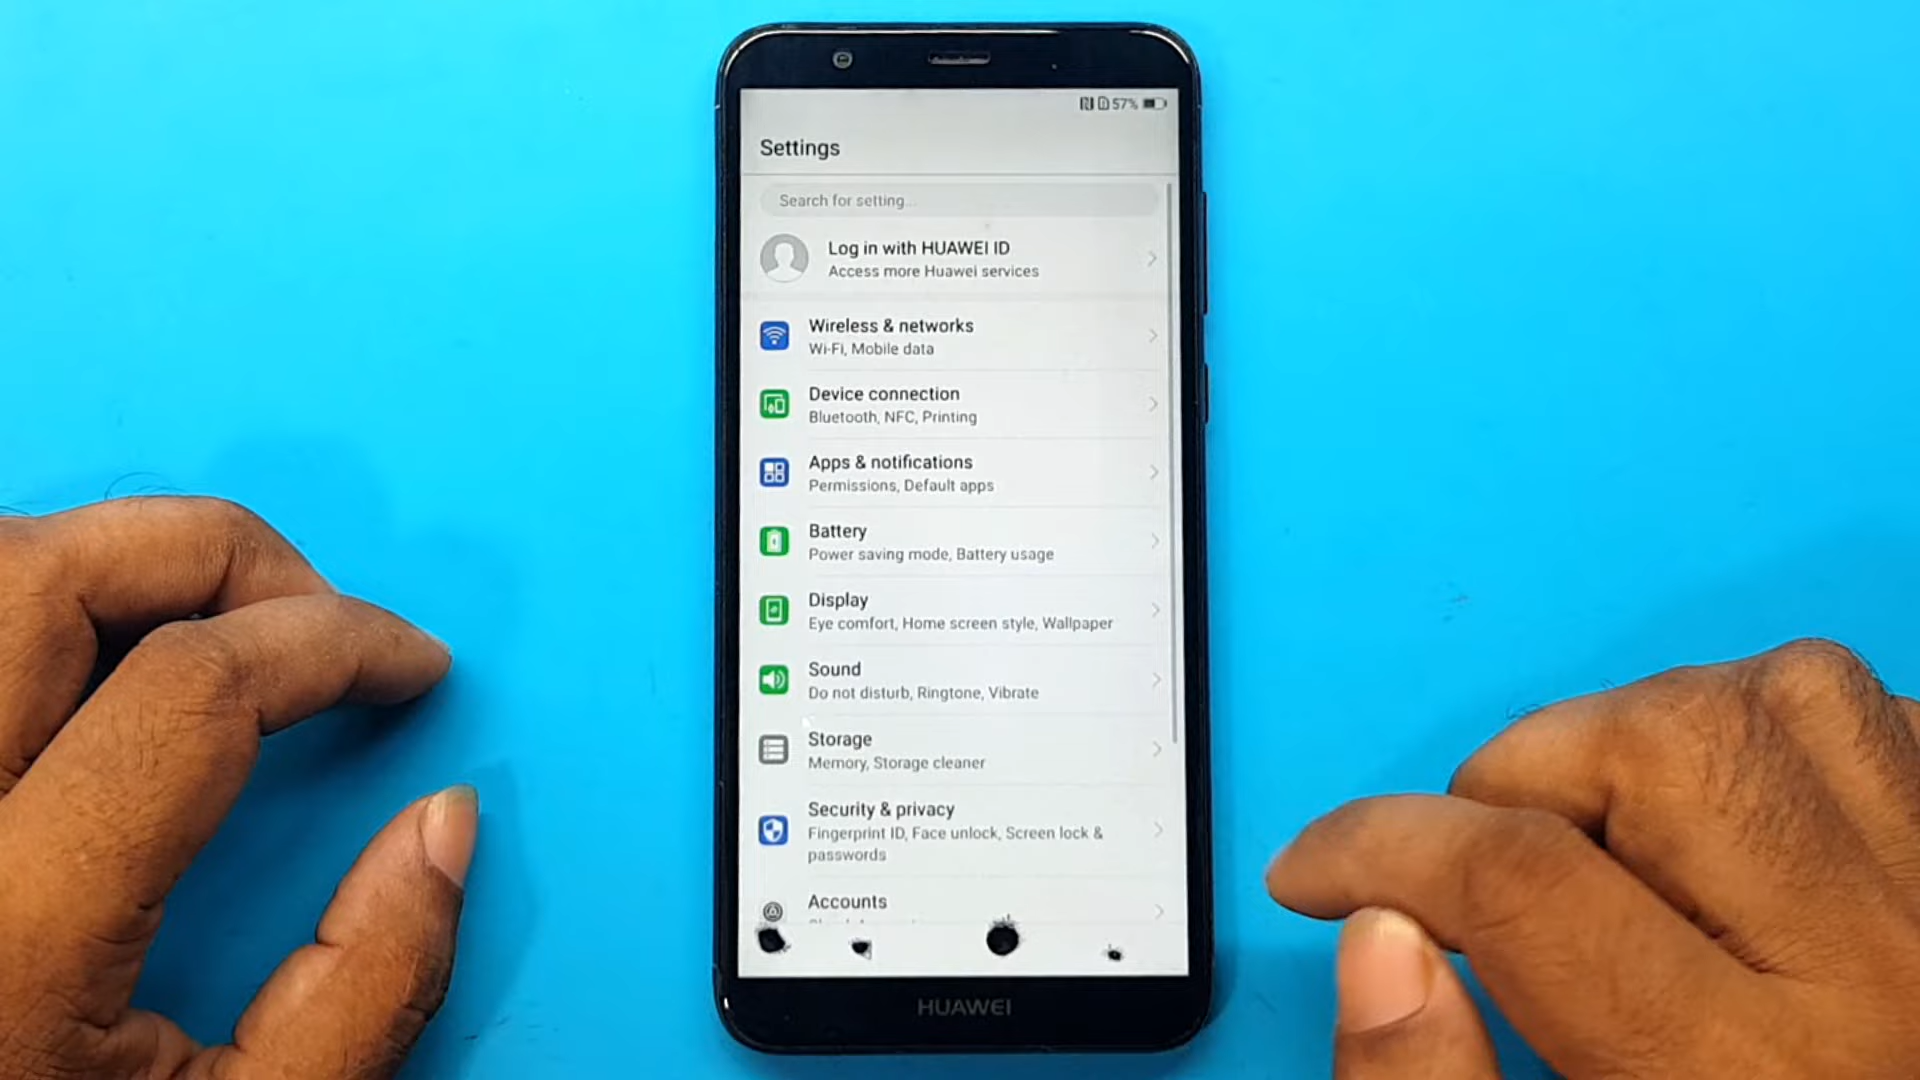 57%
Settings
Search for setting...
Log in with HUAWEI ID
Access more Huawei services
Wireless & networks
Wi-Fi, Mobile data
Device connection
Bluetooth, NFC, Printing
Apps & notifications
Permissions, Default apps
Battery
Power saving mode, Battery usage
Display
Eye comfort, Home screen style, Wallpaper
Sound
Do not disturb, Ringtone, Vibrate
Storage
Memory, Storage cleaner
Security & privacy
Fingerprint ID, Face unlock, Screen lock &
passwords
Accounts
HUAWEI